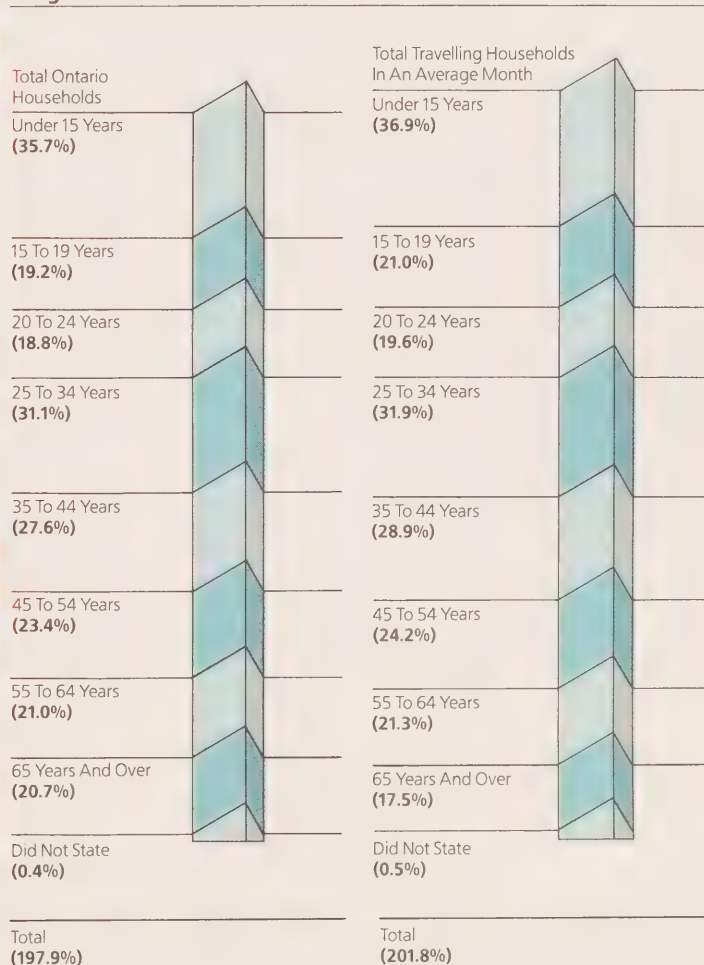 Total Ontario
Households
Under 15 Years
(35.7%)
15 To 19 Years
(19.2%)
20 To 24 Years
(18.8%)
25 To 34 Years
(31.1%)
35 To 44 Years
(27.6%)
45 To 54 Years
(23.4%)
55 To 64 Years
(21.0%)
65 Years And Over
(20.7%)
Did Not State
(0.4%)
Total
(197.9%)
Total Travelling Households
In An Average Month
Under 15 Years
(36.9%)
15 To 19 Years
(21.0%)
20 To 24 Years
(19.6%)
25 To 34 Years
(31.9%)
35 To 44 Years
(28.9%)
45 To 54 Years
(24.2%)
55 To 64 Years
(21.3%)
65 Years And Over
(17.5%)
Did Not State
(0.5%)
Total
(201.8%)